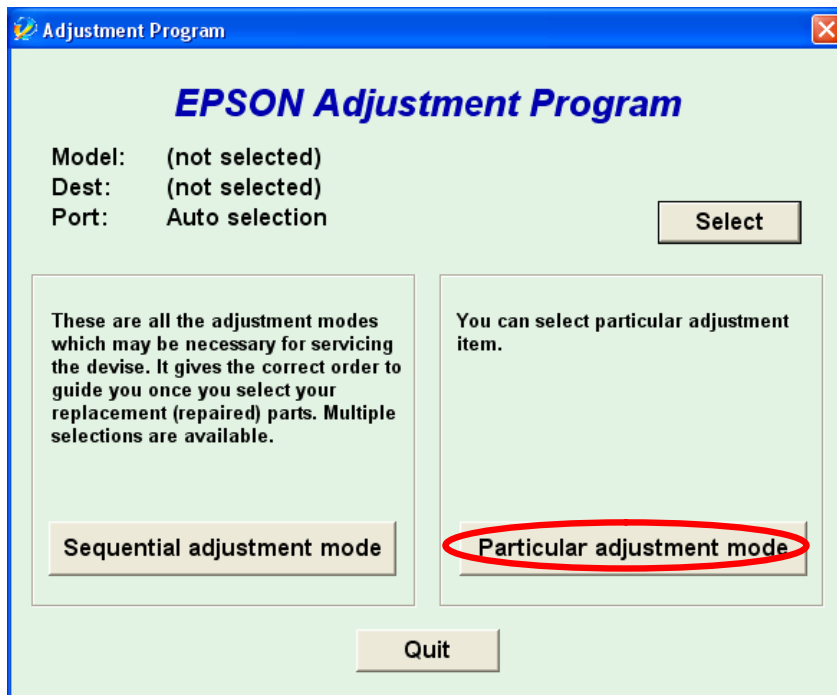 Adjustment Program
EPSON Adjustment Program
Model: (not selected)
Dest: (not selected)
Port: Auto selection
Select
These are all the adjustment modes
which may be necessary for servicing
the devise. It gives the correct order to
guide you once you select your
replacement (repaired) parts. Multiple
selections are available.
Sequential adjustment mode
You can select particular adjustment
item.
Particular adjustment mode
Quit